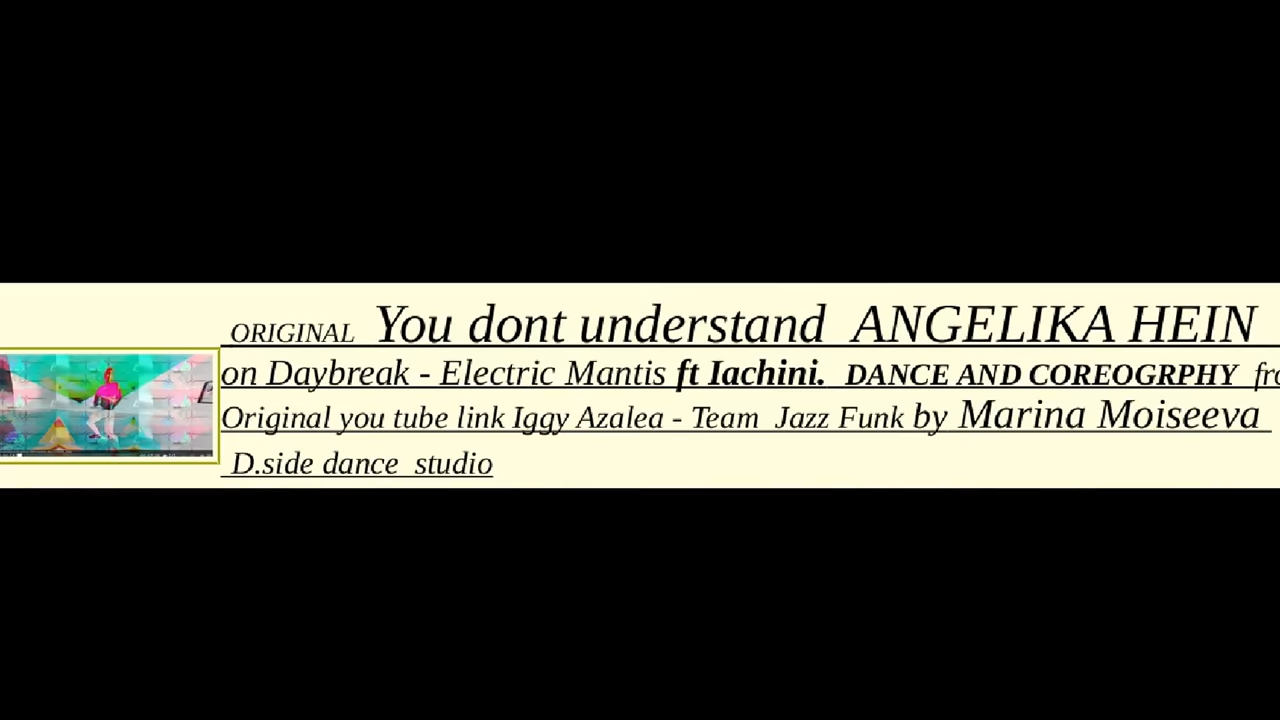 ORIGINAL You dont understand ANGELIKA HEIN
on Daybreak - Electric Mantis ft Iachini. DANCE AND COREOGRPHY
Original you tube link Iggy Azalea - Team Jazz Funk by Marina Moiseeva
D.side dance studio